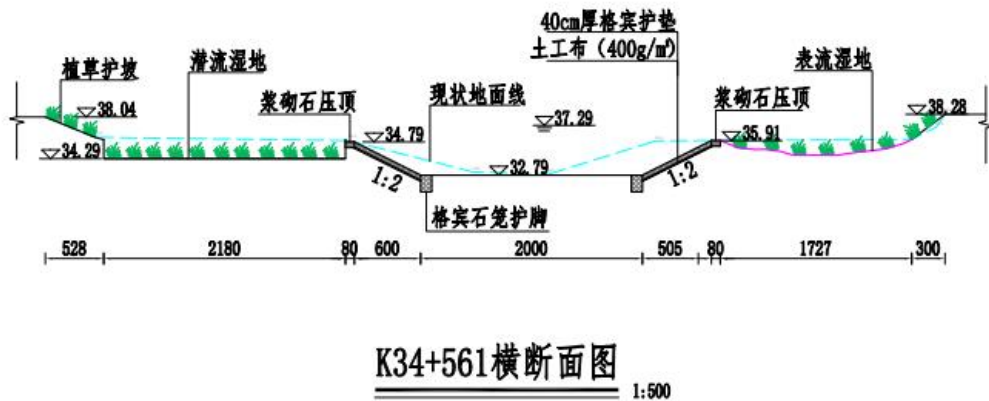 40cm厚格宾护垫
土工布（400g/㎡）
植草护坡
潜流湿地
表流湿地
浆砌石压顶
现状地面线
浆砌石压顶
38.04
37.29
38.28
34.29
34.79
35.91
32.79
1:2
1:2
格宾石笼护脚
528 2180 80 600 2000 505 80 1727 300
K34+561横断面图 1:500